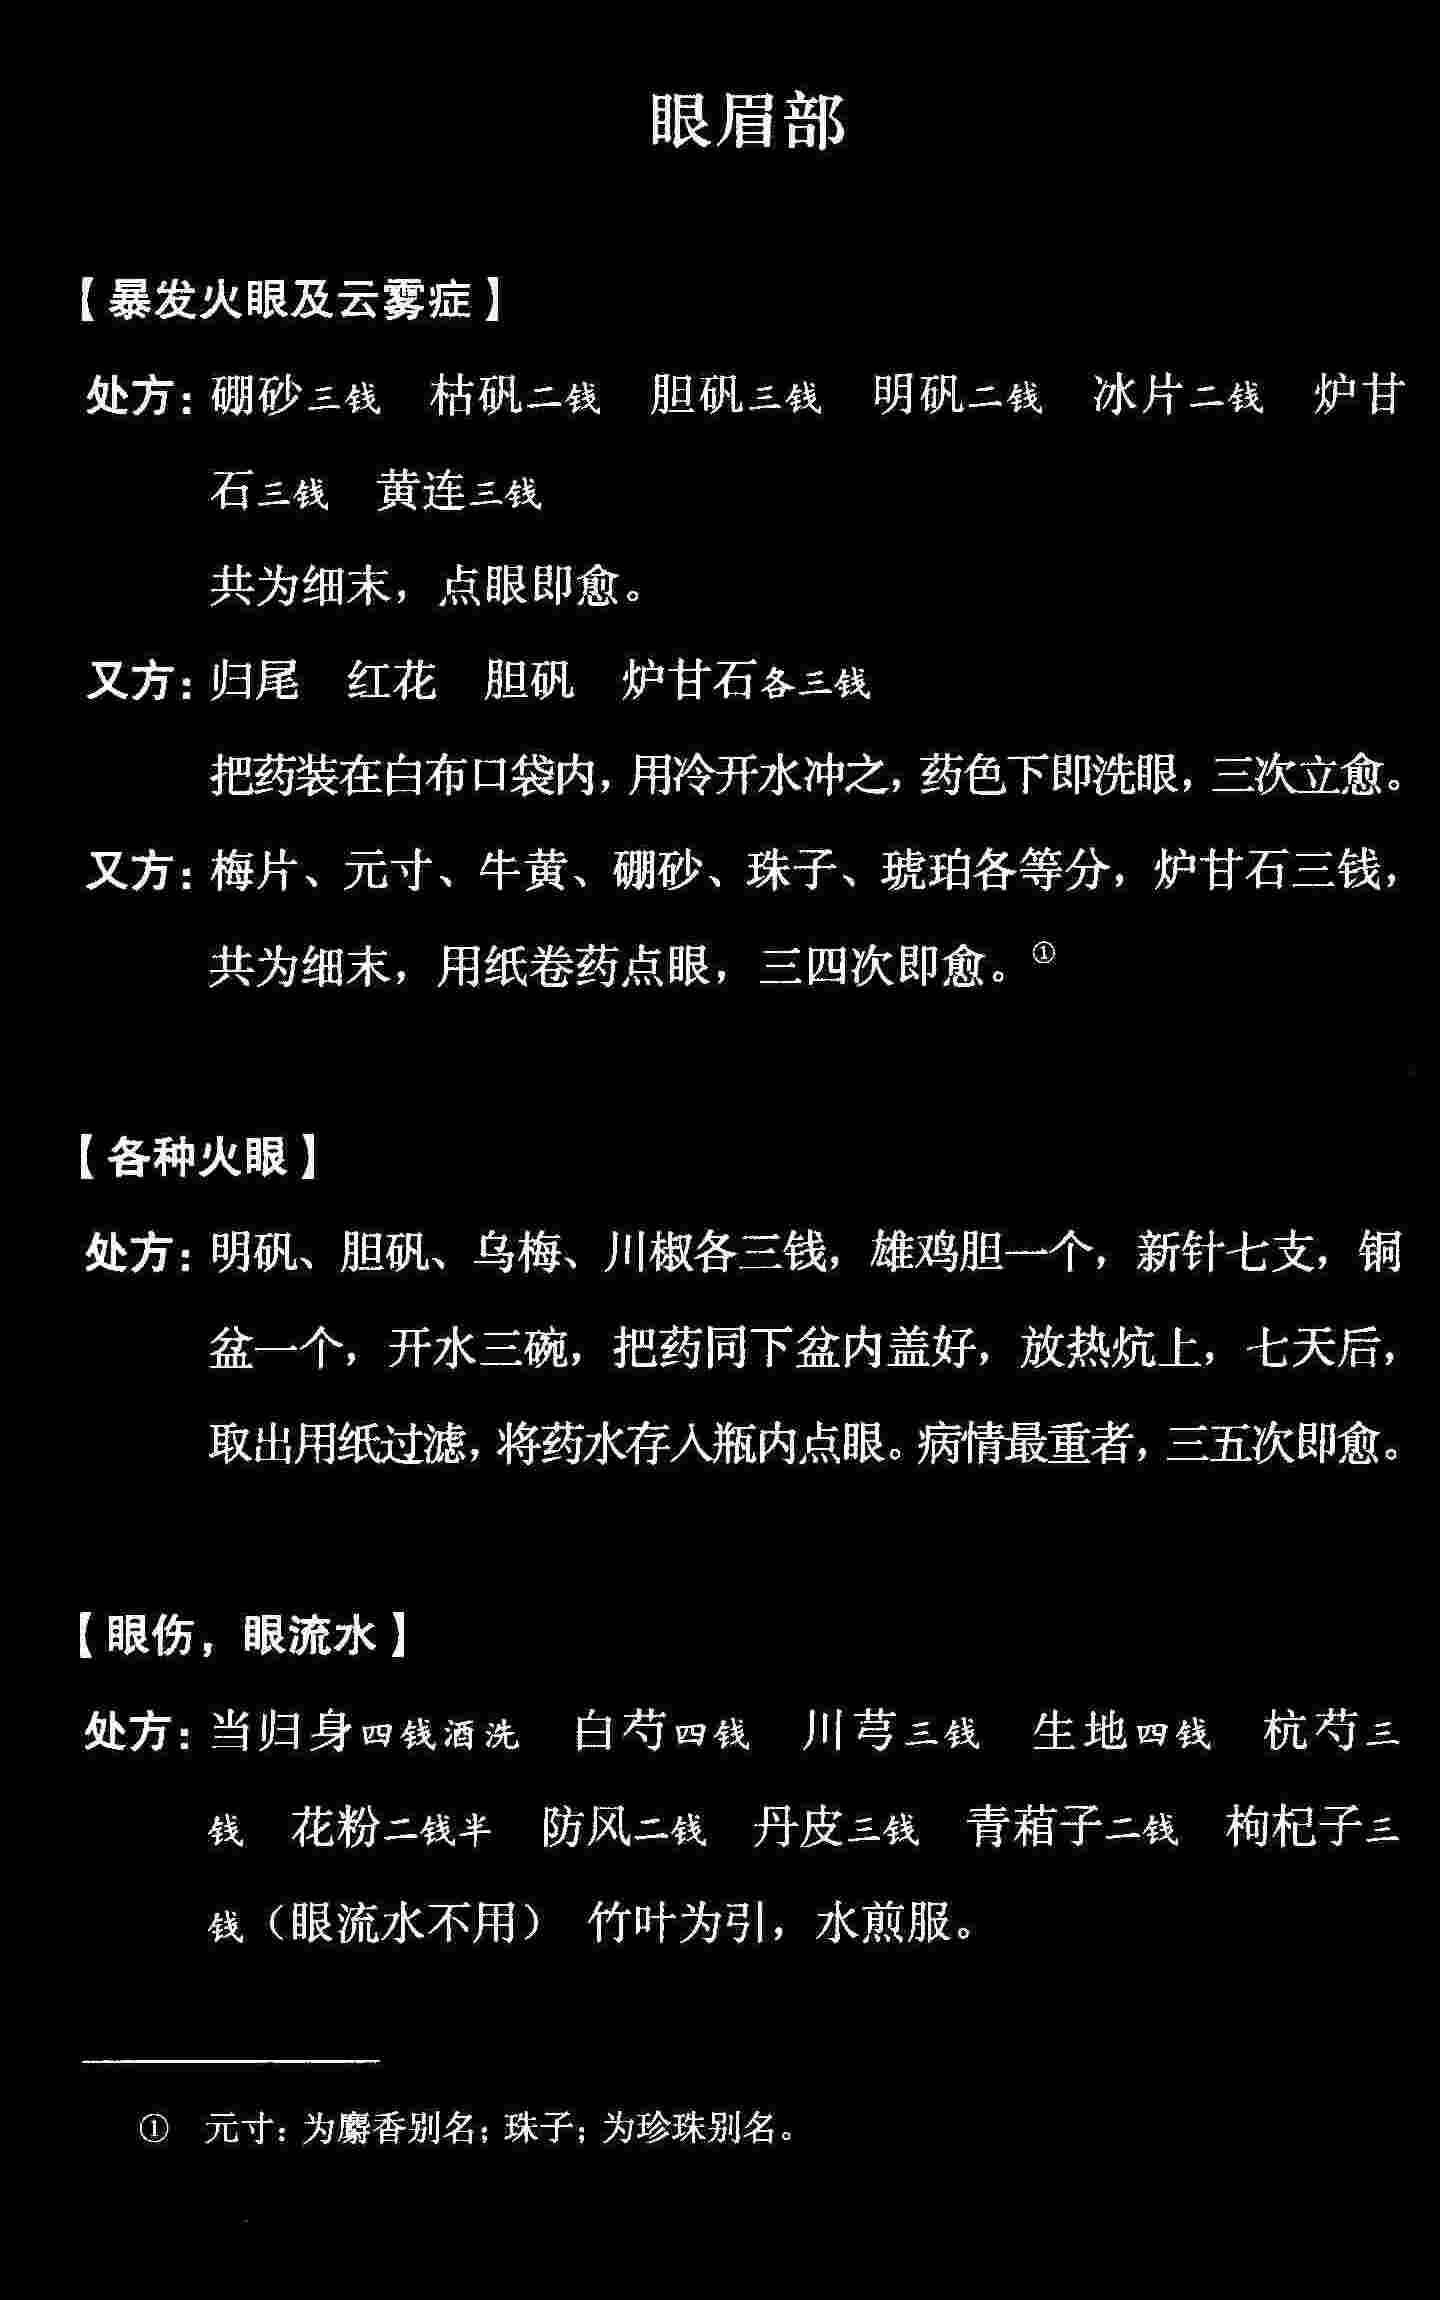 眼眉部
【暴发火眼及云雾症】
处方：硼砂三钱　枯矾二钱　胆矾三钱　明矾二钱　冰片二钱　炉甘
石三钱　黄连三钱
共为细末，点眼即愈。
又方：归尾　红花　胆矾　炉甘石各三钱
把药装在白布口袋内，用冷开水冲之，药色下即洗眼，三次立愈。
又方：梅片、元寸、牛黄、硼砂、珠子、琥珀各等分，炉甘石三钱，
共为细末，用纸卷药点眼，三四次即愈。①
【各种火眼】
处方：明矾、胆矾、乌梅、川椒各三钱，雄鸡胆一个，新针七支，铜
盆一个，开水三碗，把药同下盆内盖好，放热炕上，七天后，
取出用纸过滤，将药水存入瓶内点眼。病情最重者，三五次即愈。
【眼伤，眼流水】
处方：当归身四钱酒洗　白芍四钱　川芎三钱　生地四钱　杭芍三
钱　花粉二钱半　防风二钱　丹皮三钱　青葙子二钱　枸杞子三
钱（眼流水不用）　竹叶为引，水煎服。
①　元寸：为麝香别名；珠子；为珍珠别名。